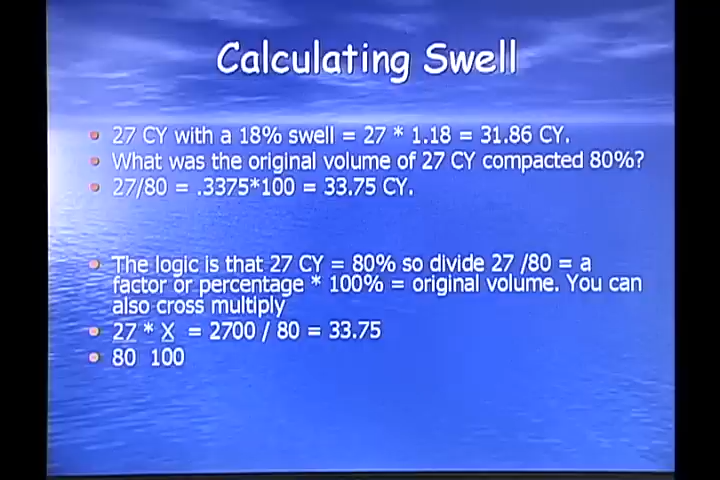 Calculating Swell
27 CY with a 18% swell = 27 * 1.18 = 31.86 CY.
What was the original volume of 27 CY compacted 80%?
27/80 = .3375*100 = 33.75 CY.
The logic is that 27 CY = 80% so divide 27 /80 = a
factor or percentage * 100% = original volume. You can
also cross multiply
27 * X = 2700 / 80 = 33.75
80 100